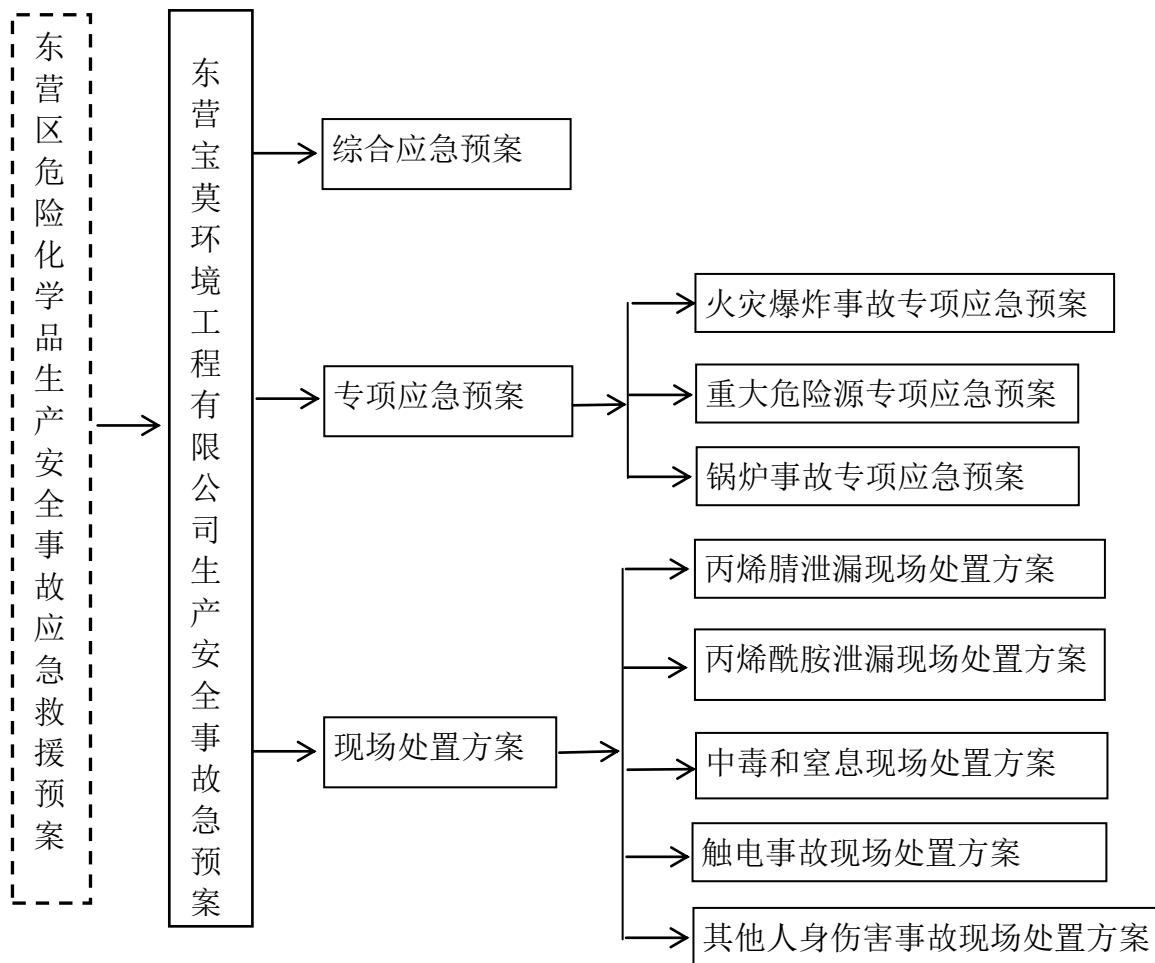 东营区危险化学品生产安全事故应急救援预案
东营宝莫环境工程有限公司生产安全事故急预案
综合应急预案
专项应急预案
火灾爆炸事故专项应急预案
重大危险源专项应急预案
锅炉事故专项应急预案
现场处置方案
丙烯腈泄漏现场处置方案
丙烯酰胺泄漏现场处置方案
中毒和窒息现场处置方案
触电事故现场处置方案
其他人身伤害事故现场处置方案